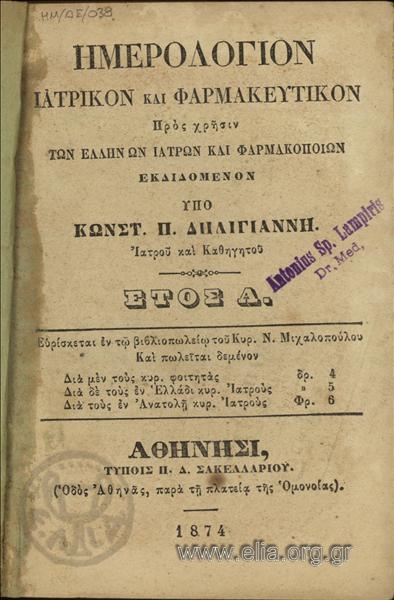 ΗΜ/ΔΕ/038
ΗΜΕΡΟΛΟΓΙΟΝ
ΙΑΤΡΙΚΟΝ ΚΑΙ ΦΑΡΜΑΚΕΥΤΙΚΟΝ
Πρὸς χρῆσιν
ΤΩΝ ΕΛΛΗΝΩΝ ΙΑΤΡΩΝ ΚΑΙ ΦΑΡΜΑΚΟΠΟΙΩΝ
ΕΚΔΙΔΟΜΕΝΟΝ
ΥΠΟ
ΚΩΝΣΤ. Π. ΔΗΛΙΓΙΑΝΝΗ.
Ἰατροῦ καὶ Καθηγητοῦ
Antonius Sp. Lampiris
Dr. Med,
ΕΤΟΣ Α.
Εὑρίσκεται ἐν τῷ βιβλιοπωλείῳ τοῦ Κυρ. Ν. Μιχαλοπούλου
Καὶ πωλεῖται δεμένον
Διὰ μὲν τοὺς κυρ. φοιτητὰς δρ. 4
Διὰ δὲ τοὺς ἐν Ἑλλάδι κυρ. Ἰατροὺς » 5
Διὰ τοὺς ἐν Ἀνατολῇ κυρ. Ἰατροὺς Φρ. 6
ΑΘΗΝΗΣΙ,
ΤΥΠΟΙΣ Π. Δ. ΣΑΚΕΛΛΑΡΙΟΥ.
(Ὁδὸς Ἀθηνᾶς, παρὰ τῇ πλατείᾳ τῆς Ὁμονοίας).
1874
Ε.Λ.Ι.Α
www.elia.org.gr